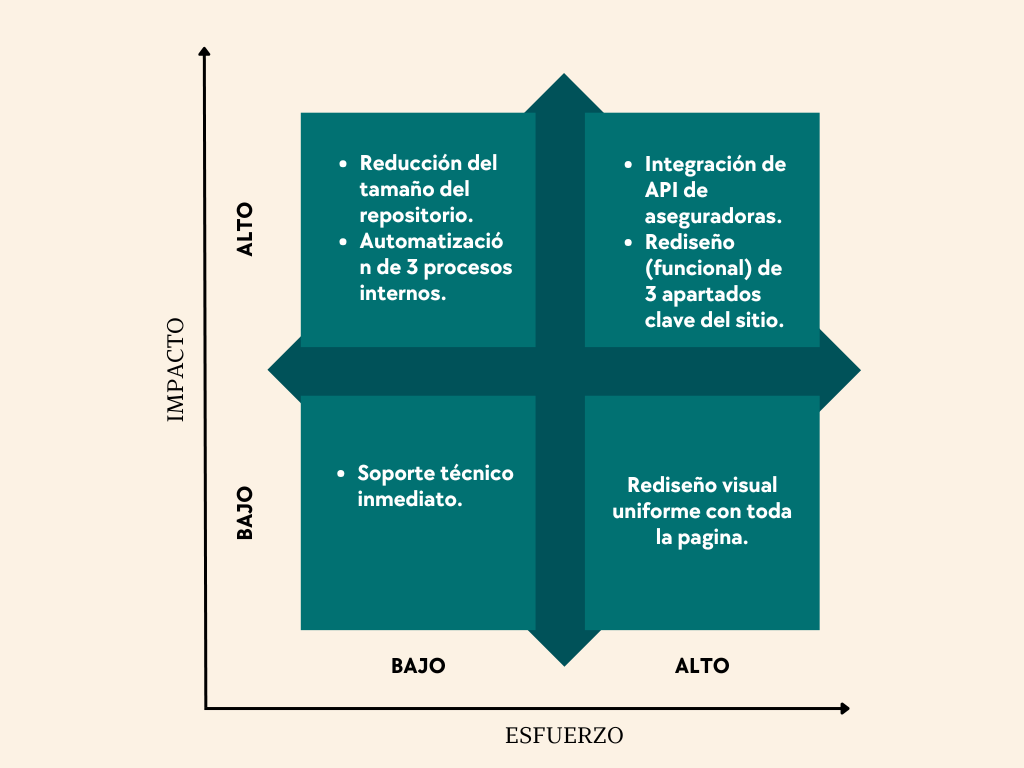 IMPACTO
ALTO
• Reducción del
tamaño del
repositorio.
• Automatizació
n de 3 procesos
internos.
• Integración de
API de
aseguradoras.
• Rediseño
(funcional) de
3 apartados
clave del sitio.
BAJO
• Soporte técnico
inmediato.
Rediseño visual
uniforme con toda
la pagina.
BAJO
ALTO
ESFUERZO